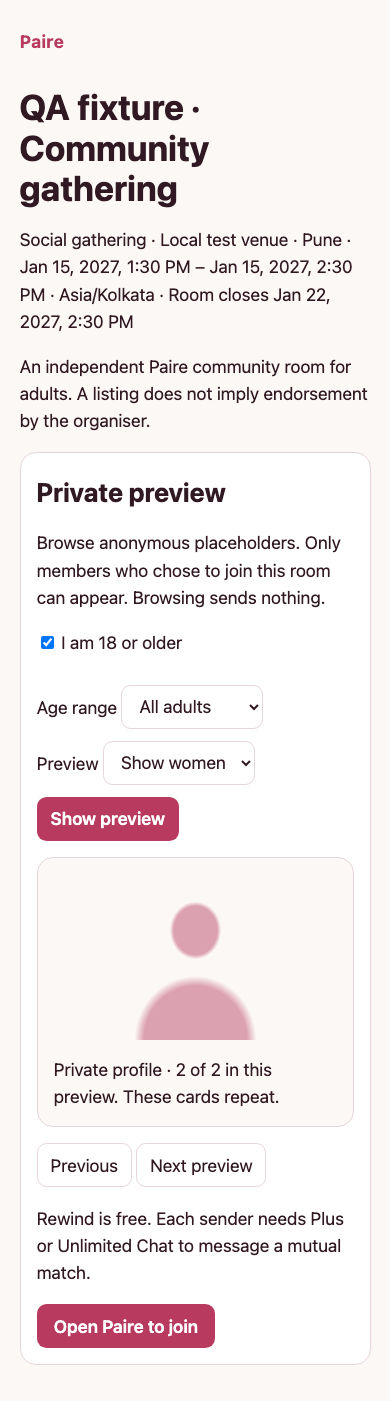 Paire
QA fixture ·
Community
gathering
Social gathering · Local test venue · Pune ·
Jan 15, 2027, 1:30 PM – Jan 15, 2027, 2:30
PM · Asia/Kolkata · Room closes Jan 22,
2027, 2:30 PM
An independent Paire community room for
adults. A listing does not imply endorsement
by the organiser.
Private preview
Browse anonymous placeholders. Only
members who chose to join this room
can appear. Browsing sends nothing.
I am 18 or older
Age range All adults
Preview Show women
Show preview
Private profile · 2 of 2 in this
preview. These cards repeat.
Previous Next preview
Rewind is free. Each sender needs Plus
or Unlimited Chat to message a mutual
match.
Open Paire to join